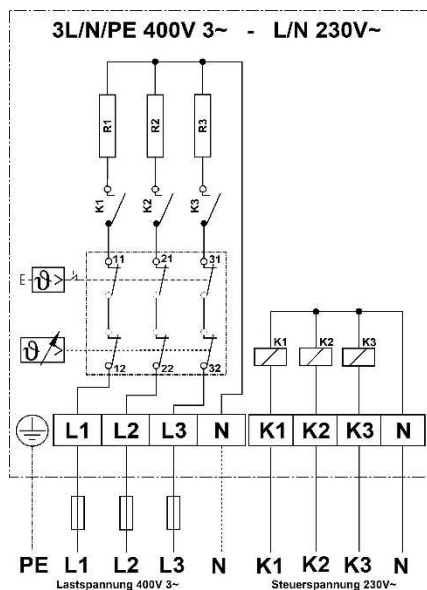 3L/N/PE 400V 3~ - L/N 230V~
R1 R2 R3
K1 K2 K3
11 21 31
E ϑ
ϑ
K1 K2 K3
12 22 32
L1 L2 L3 N K1 K2 K3 N
PE L1 L2 L3 N K1 K2 K3 N
Lastspannung 400V 3~ Steuerspannung 230V~